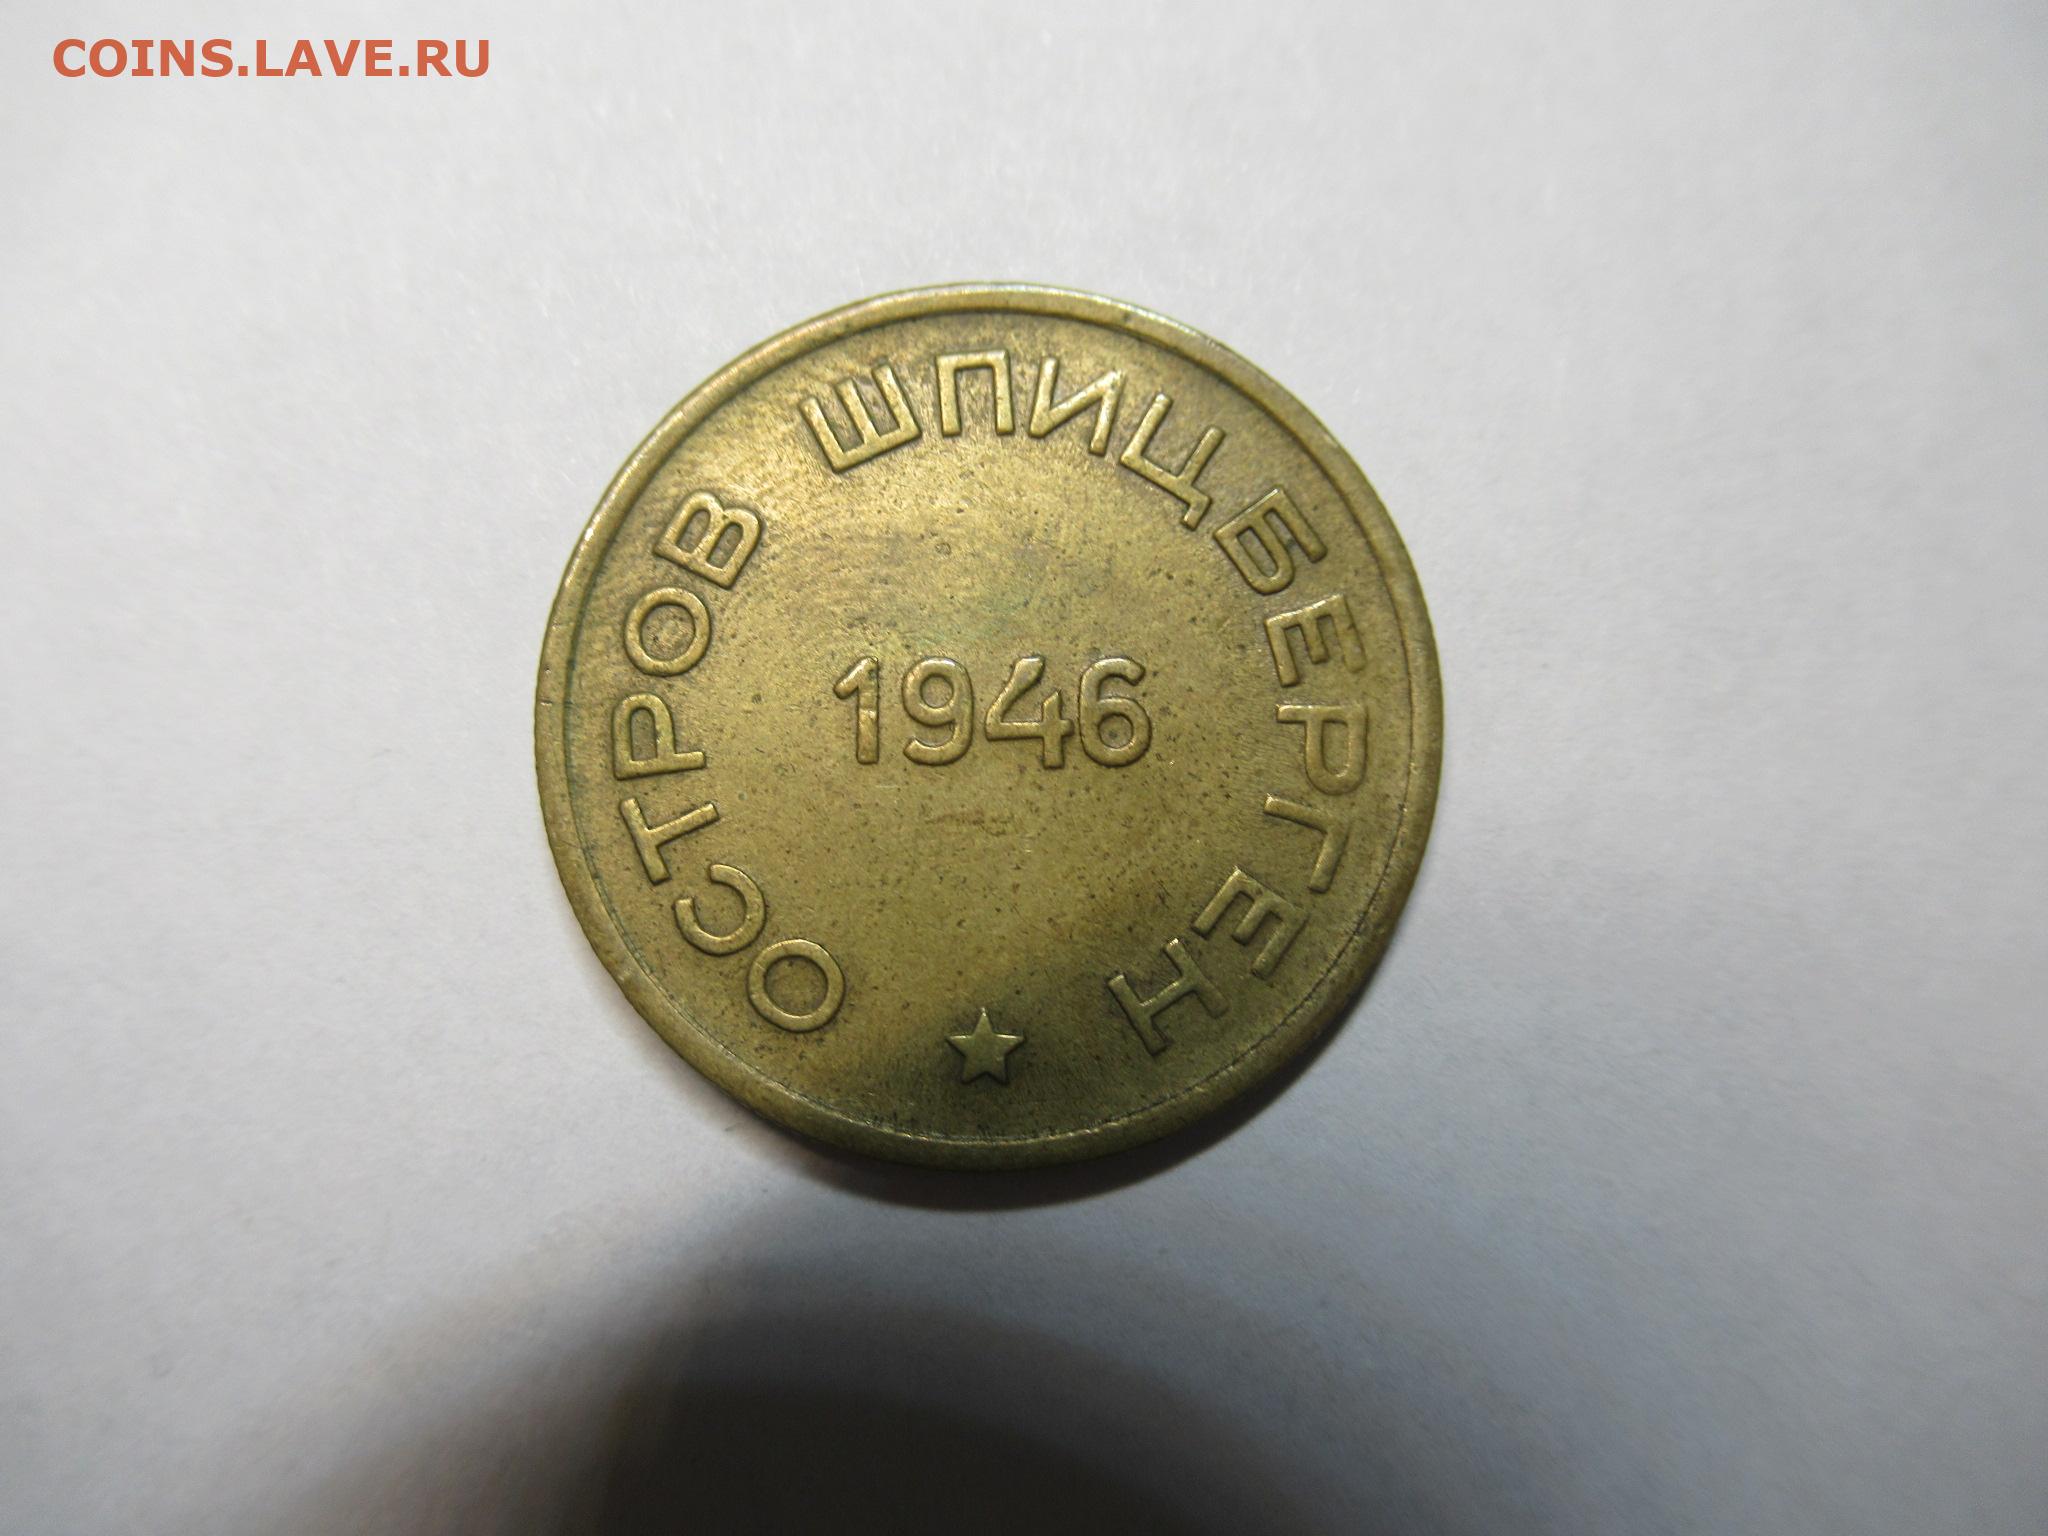 COINS.LAVE.RU
ОСТРОВ ШПИЦБЕРГЕН
1946